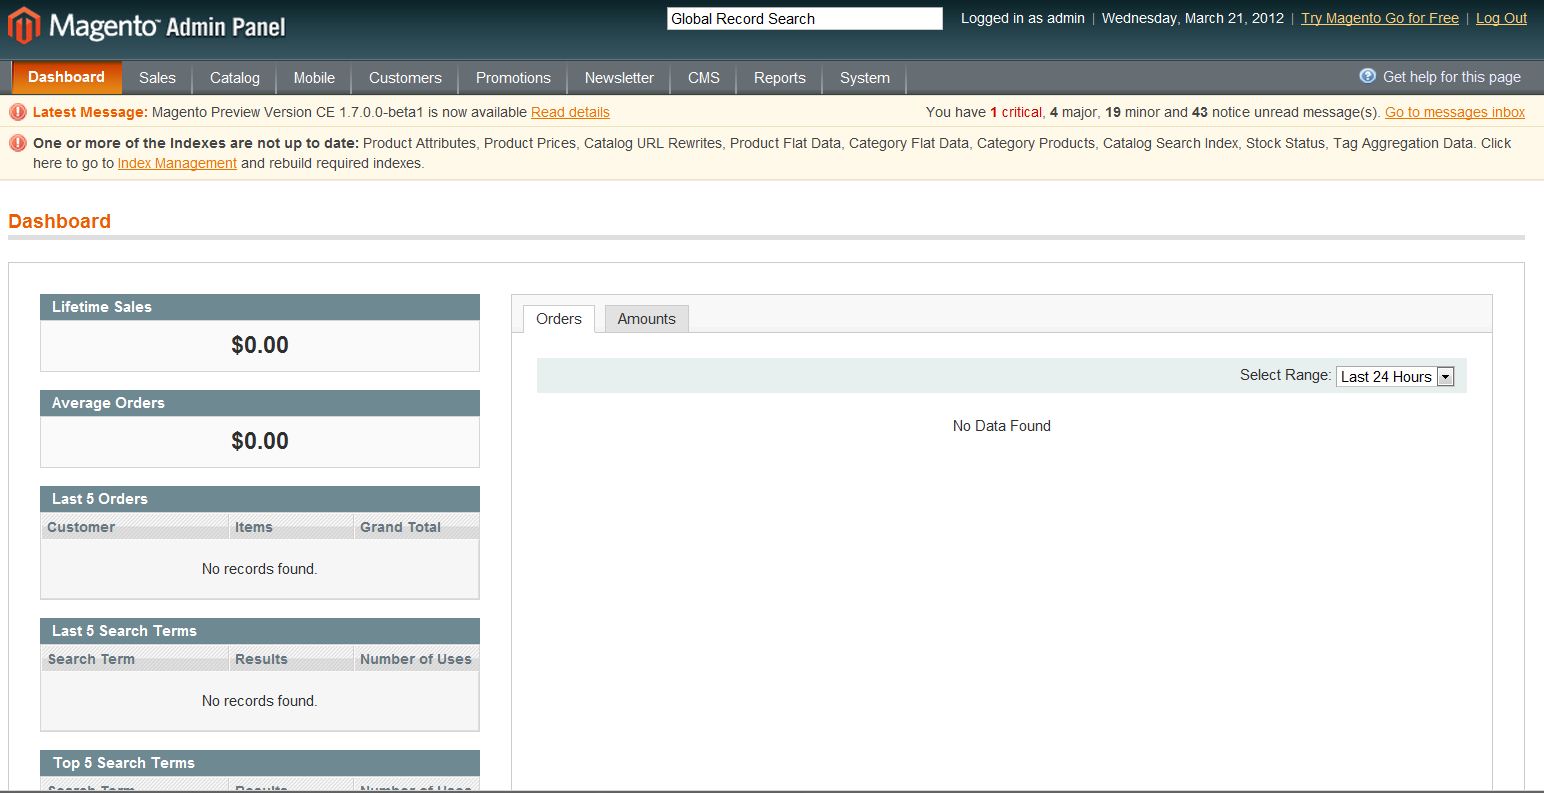 Magento™ Admin Panel
Global Record Search
Logged in as admin | Wednesday, March 21, 2012 | Try Magento Go for Free | Log Out
Dashboard Sales Catalog Mobile Customers Promotions Newsletter CMS Reports System Get help for this page
Latest Message: Magento Preview Version CE 1.7.0.0-beta1 is now available Read details You have 1 critical, 4 major, 19 minor and 43 notice unread message(s). Go to messages inbox
One or more of the Indexes are not up to date: Product Attributes, Product Prices, Catalog URL Rewrites, Product Flat Data, Category Flat Data, Category Products, Catalog Search Index, Stock Status, Tag Aggregation Data. Click
here to go to Index Management and rebuild required indexes.
Dashboard
Lifetime Sales
$0.00
Average Orders
$0.00
Last 5 Orders
Customer Items Grand Total
No records found.
Last 5 Search Terms
Search Term Results Number of Uses
No records found.
Top 5 Search Terms
Search Term Results Number of Uses
Orders Amounts
Select Range: Last 24 Hours
No Data Found